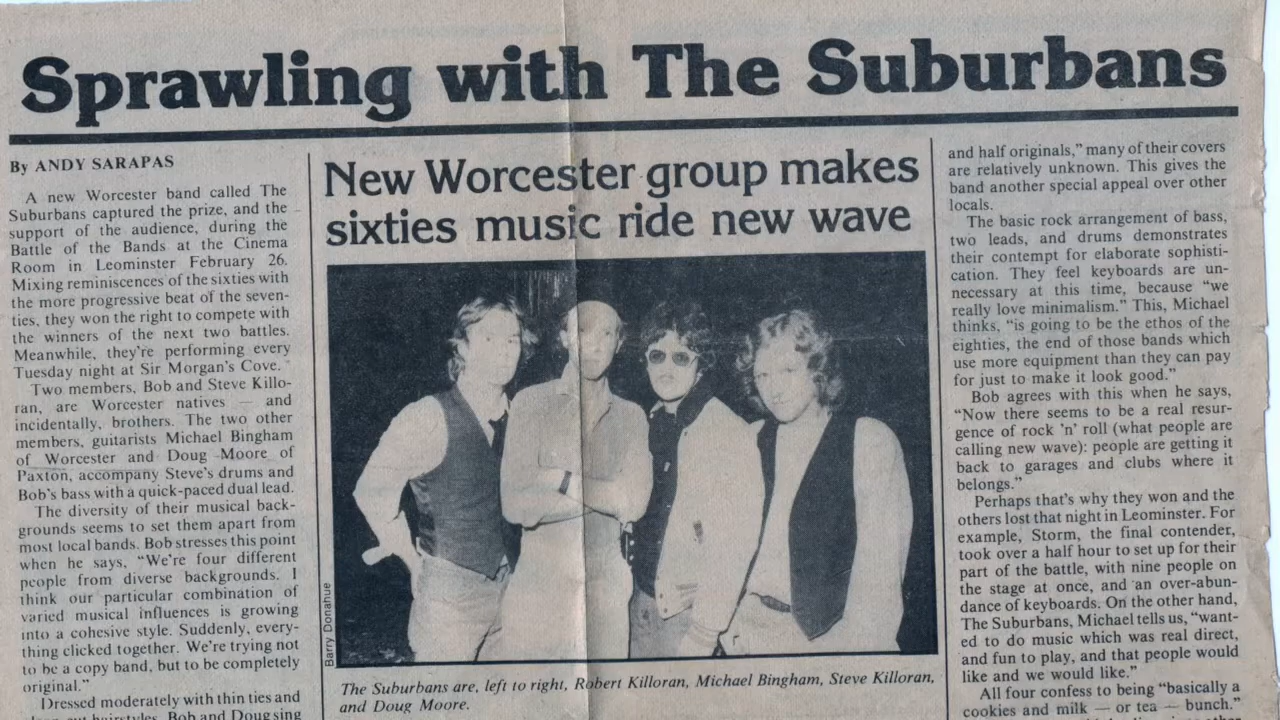 Sprawling with The Suburbans
By ANDY SARAPAS
A new Worcester band called The
Suburbans captured the prize, and the
support of the audience, during the
Battle of the Bands at the Cinema
Room in Leominster February 26.
Mixing reminiscences of the sixties with
the more progressive beat of the seven-
ties, they won the right to compete with
the winners of the next two battles.
Meanwhile, they're performing every
Tuesday night at Sir Morgan's Cove.
Two members, Bob and Steve Killo-
ran, are Worcester natives — and
incidentally, brothers. The two other
members, guitarists Michael Bingham
of Worcester and Doug Moore of
Paxton, accompany Steve's drums and
Bob's bass with a quick-paced dual lead.
The diversity of their musical back-
grounds seems to set them apart from
most local bands. Bob stresses this point
when he says, "We're four different
people from diverse backgrounds. I
think our particular combination of
varied musical influences is growing
into a cohesive style. Suddenly, every-
thing clicked together. We're trying not
to be a copy band, but to be completely
original."
Dressed moderately with thin ties and
hairstyles, Bob and Doug sing
New Worcester group makes
sixties music ride new wave
Barry Donahue
The Suburbans are, left to right, Robert Killoran, Michael Bingham, Steve Killoran,
and Doug Moore.
and half originals," many of their covers
are relatively unknown. This gives the
band another special appeal over other
locals.
The basic rock arrangement of bass,
two leads, and drums demonstrates
their contempt for elaborate sophisti-
cation. They feel keyboards are un-
necessary at this time, because "we
really love minimalism." This, Michael
thinks, "is going to be the ethos of the
eighties, the end of those bands which
use more equipment than they can pay
for just to make it look good."
Bob agrees with this when he says,
"Now there seems to be a real resur-
gence of rock 'n' roll (what people are
calling new wave): people are getting it
back to garages and clubs where it
belongs."
Perhaps that's why they won and the
others lost that night in Leominster. For
example, Storm, the final contender,
took over a half hour to set up for their
part of the battle, with nine people on
the stage at once, and an over-abun-
dance of keyboards. On the other hand,
The Suburbans, Michael tells us, "want-
ed to do music which was real direct,
and fun to play, and that people would
like and we would like."
All four confess to being "basically a
cookies and milk — or tea — bunch."